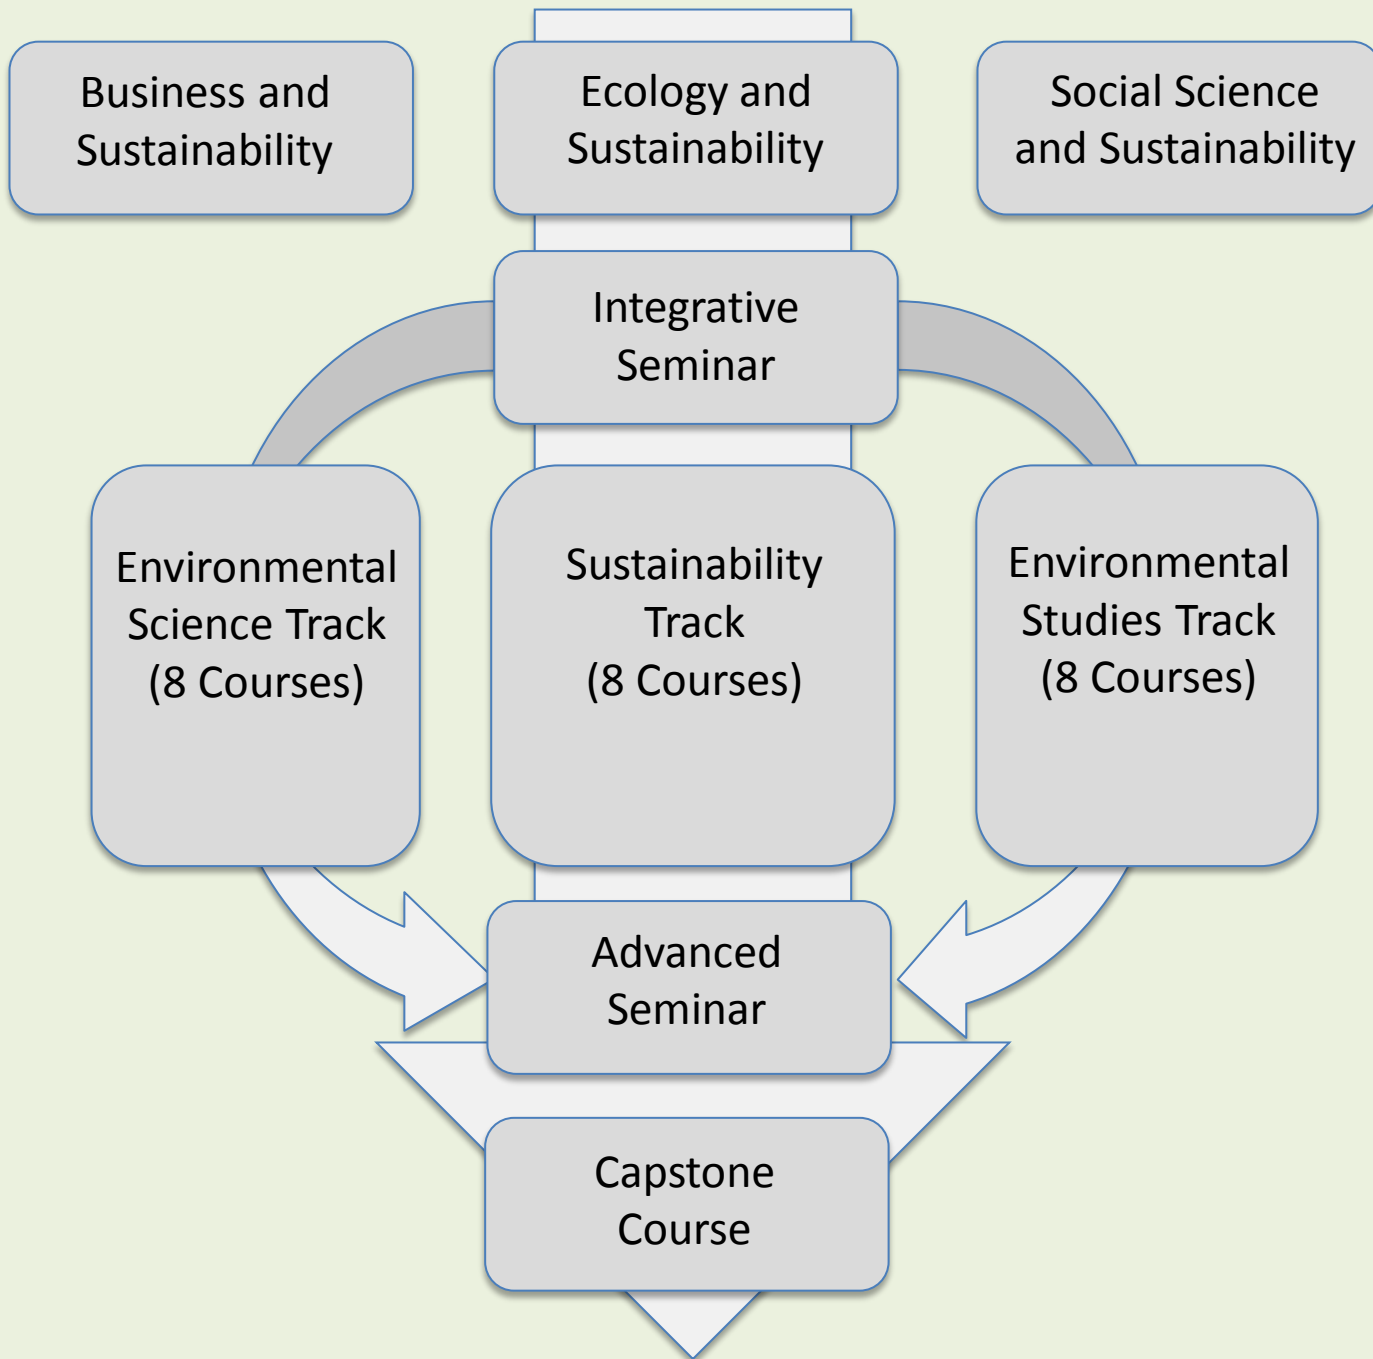 Business and
Sustainability
Ecology and
Sustainability
Social Science
and Sustainability
Integrative
Seminar
Environmental
Science Track
(8 Courses)
Sustainability
Track
(8 Courses)
Environmental
Studies Track
(8 Courses)
Advanced
Seminar
Capstone
Course